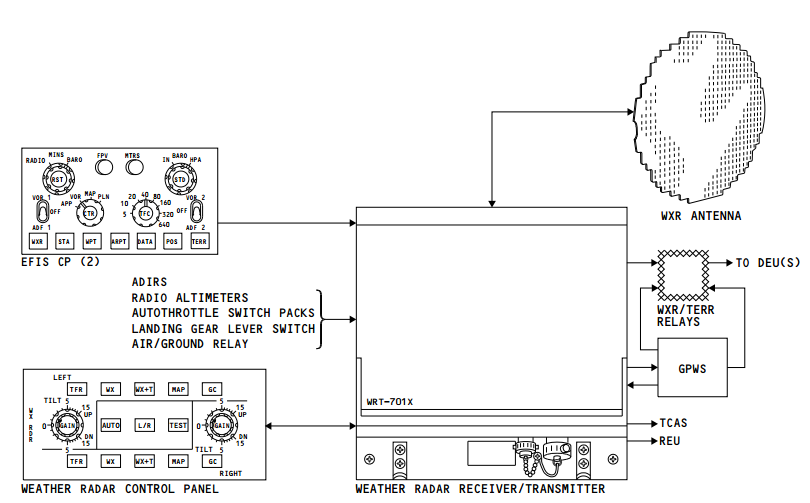 MINS
RADIO
BARO
FPV
MTRS
BARO
IN
HPA
RST
STD
VOR 1
OFF
ADF 1
APP
VOR
MAP
PLN
CTR
5
10
20
40
80
160
320
640
TFC
VOR 2
OFF
ADF 2
WXR
STA
WPT
ARPT
DATA
POS
TERR
EFIS CP (2)
WXR ANTENNA
ADIRS
RADIO ALTIMETERS
AUTOTHROTTLE SWITCH PACKS
LANDING GEAR LEVER SWITCH
AIR/GROUND RELAY
TO DEU(S)
WXR/TERR
RELAYS
GPWS
WRT-701X
TCAS
REU
LEFT
TFR
WX
WX+T
MAP
GC
TILT
5
15
UP
0
GAIN
15
DN
5
WX RDR
AUTO
L/R
TEST
5
15
UP
0
GAIN
15
DN
TILT 5
TFR
WX
WX+T
MAP
GC
RIGHT
WEATHER RADAR CONTROL PANEL
WEATHER RADAR RECEIVER/TRANSMITTER